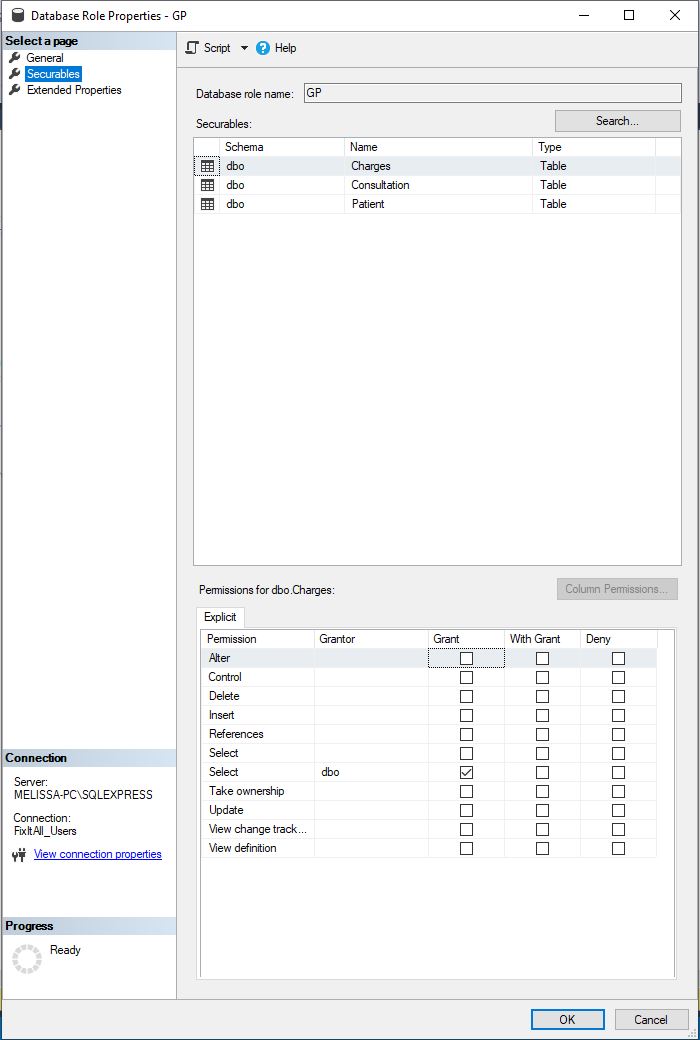 Database Role Properties - GP
Select a page
General
Securables
Extended Properties
Script Help
Database role name: GP
Securables: Search...
Schema Name Type
dbo Charges Table
dbo Consultation Table
dbo Patient Table
Permissions for dbo.Charges: Column Permissions...
Explicit
Permission Grantor Grant With Grant Deny
Alter
Control
Delete
Insert
References
Select
Select dbo
Take ownership
Update
View change track...
View definition
Connection
Server:
MELISSA-PC\SQLEXPRESS
Connection:
FixItAll_Users
View connection properties
Progress
Ready
OK Cancel